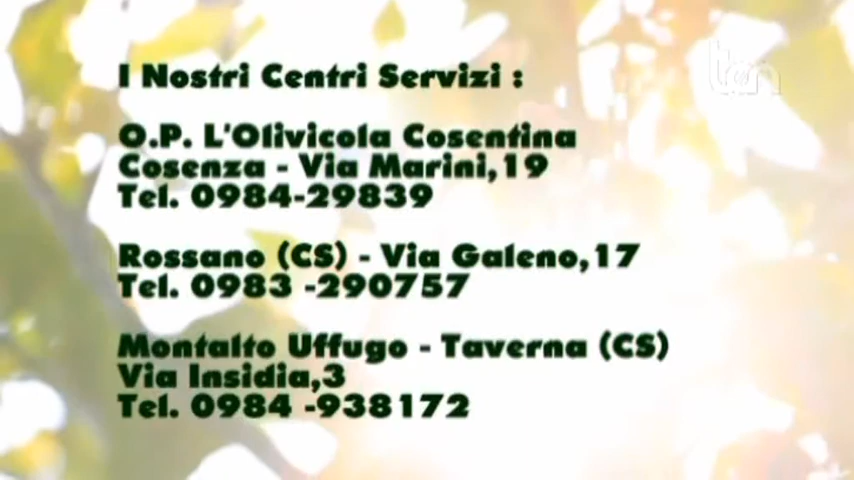 ten
I Nostri Centri Servizi :
O.P. L'Olivicola Cosentina
Cosenza - Via Marini,19
Tel. 0984-29839
Rossano (CS) - Via Galeno,17
Tel. 0983 -290757
Montalto Uffugo - Taverna (CS)
Via Insidia,3
Tel. 0984 -938172